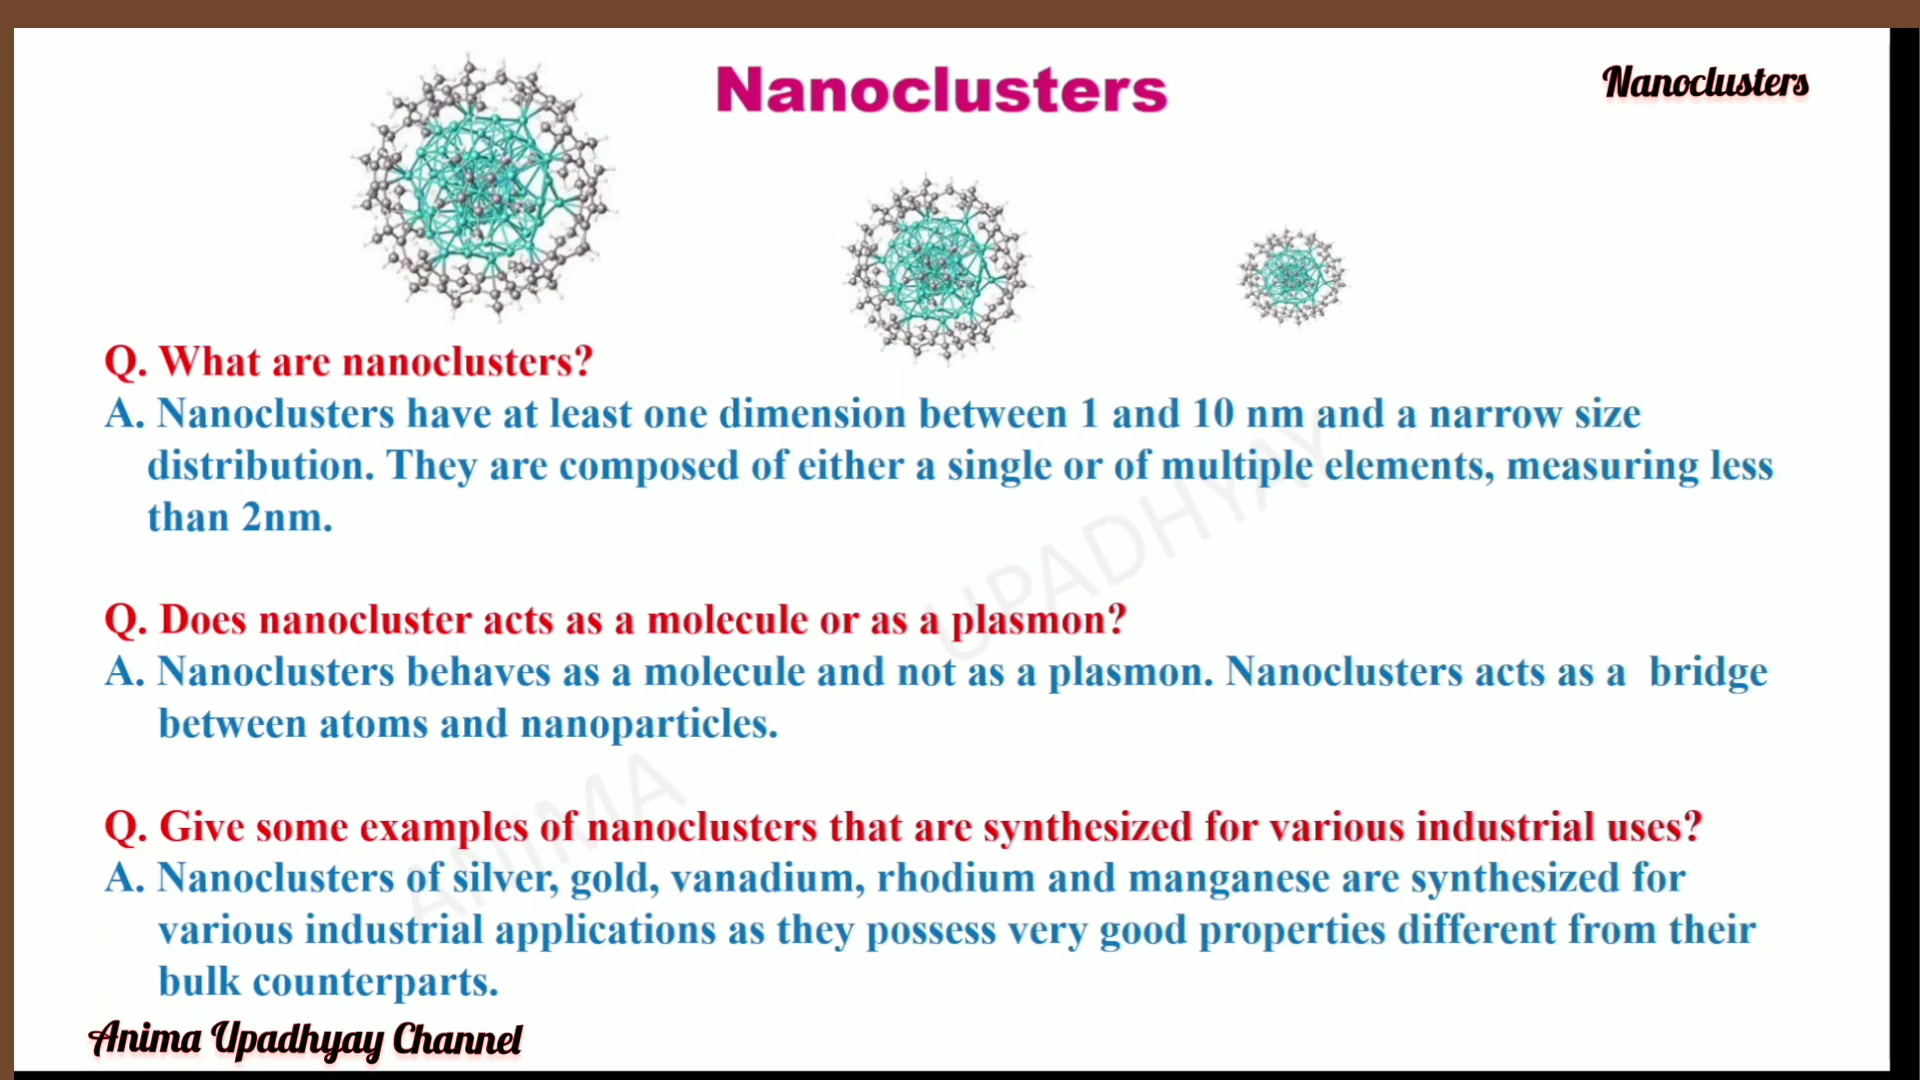 Nanoclusters
Nanoclusters
Q. What are nanoclusters?
A. Nanoclusters have at least one dimension between 1 and 10 nm and a narrow size
distribution. They are composed of either a single or of multiple elements, measuring less
than 2nm.
Q. Does nanocluster acts as a molecule or as a plasmon?
A. Nanoclusters behaves as a molecule and not as a plasmon. Nanoclusters acts as a bridge
between atoms and nanoparticles.
Q. Give some examples of nanoclusters that are synthesized for various industrial uses?
A. Nanoclusters of silver, gold, vanadium, rhodium and manganese are synthesized for
various industrial applications as they possess very good properties different from their
bulk counterparts.
ANIMA UPADHYAY
Anima Upadhyay Channel